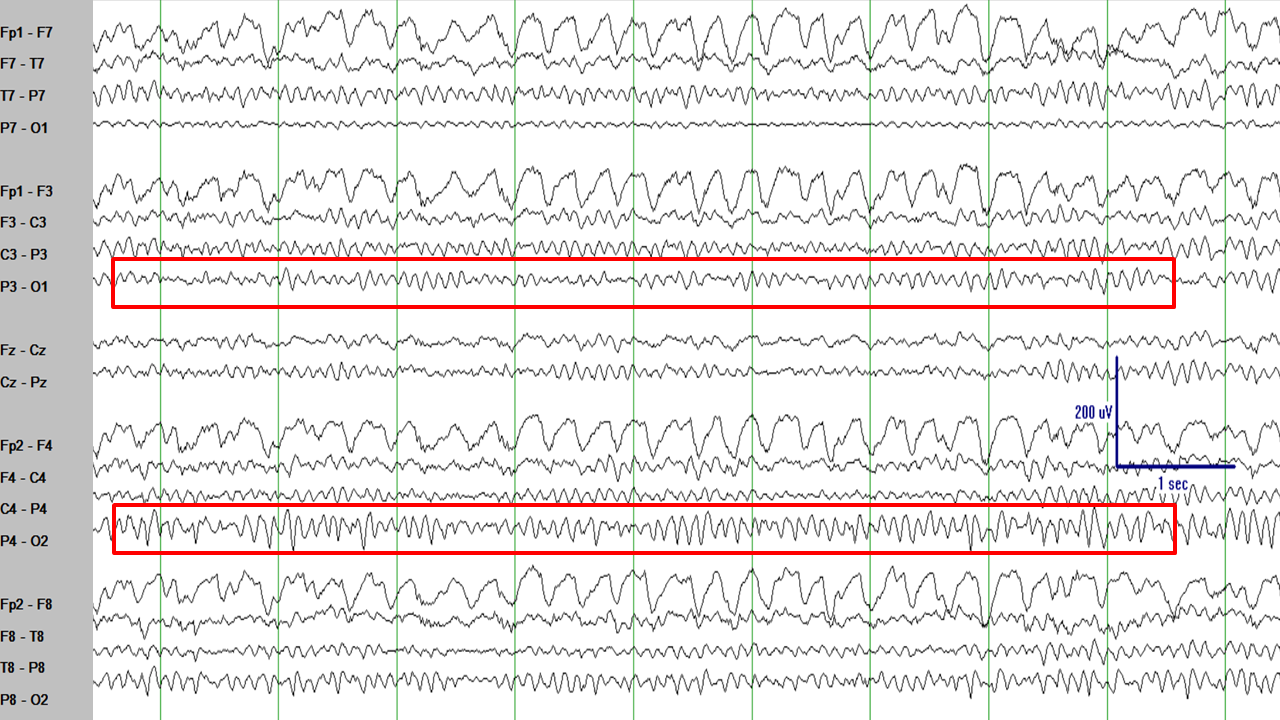 Fp1 - F7
F7 - T7
T7 - P7
P7 - O1
Fp1 - F3
F3 - C3
C3 - P3
P3 - O1
Fz - Cz
Cz - Pz
200 uV
Fp2 - F4
F4 - C4
1 sec
C4 - P4
P4 - O2
Fp2 - F8
F8 - T8
T8 - P8
P8 - O2